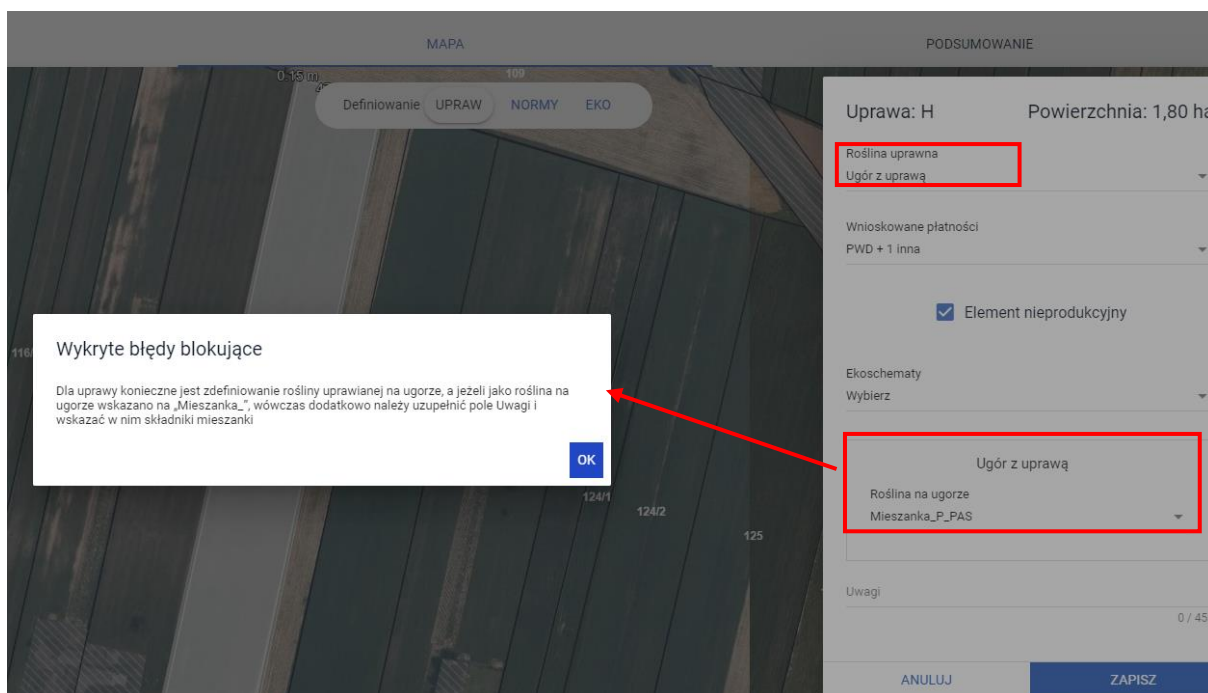 MAPA
PODSUMOWANIE
0.15 m
109
Definiowanie UPRAW NORMY EKO
Uprawa: H Powierzchnia: 1,80 ha
Roślina uprawna
Ugór z uprawą
Wnioskowane płatności
PWD + 1 inna
Element nieprodukcyjny
116/
Wykryte błędy blokujące
Dla uprawy konieczne jest zdefiniowanie rośliny uprawianej na ugorze, a jeżeli jako roślina na
ugorze wskazano na „Mieszanka_”, wówczas dodatkowo należy uzupełnić pole Uwagi i
wskazać w nim składniki mieszanki
OK
Ekoschematy
Wybierz
Ugór z uprawą
Roślina na ugorze
Mieszanka_P_PAS
124/1
124/2
125
Uwagi
0 / 45
ANULUJ
ZAPISZ